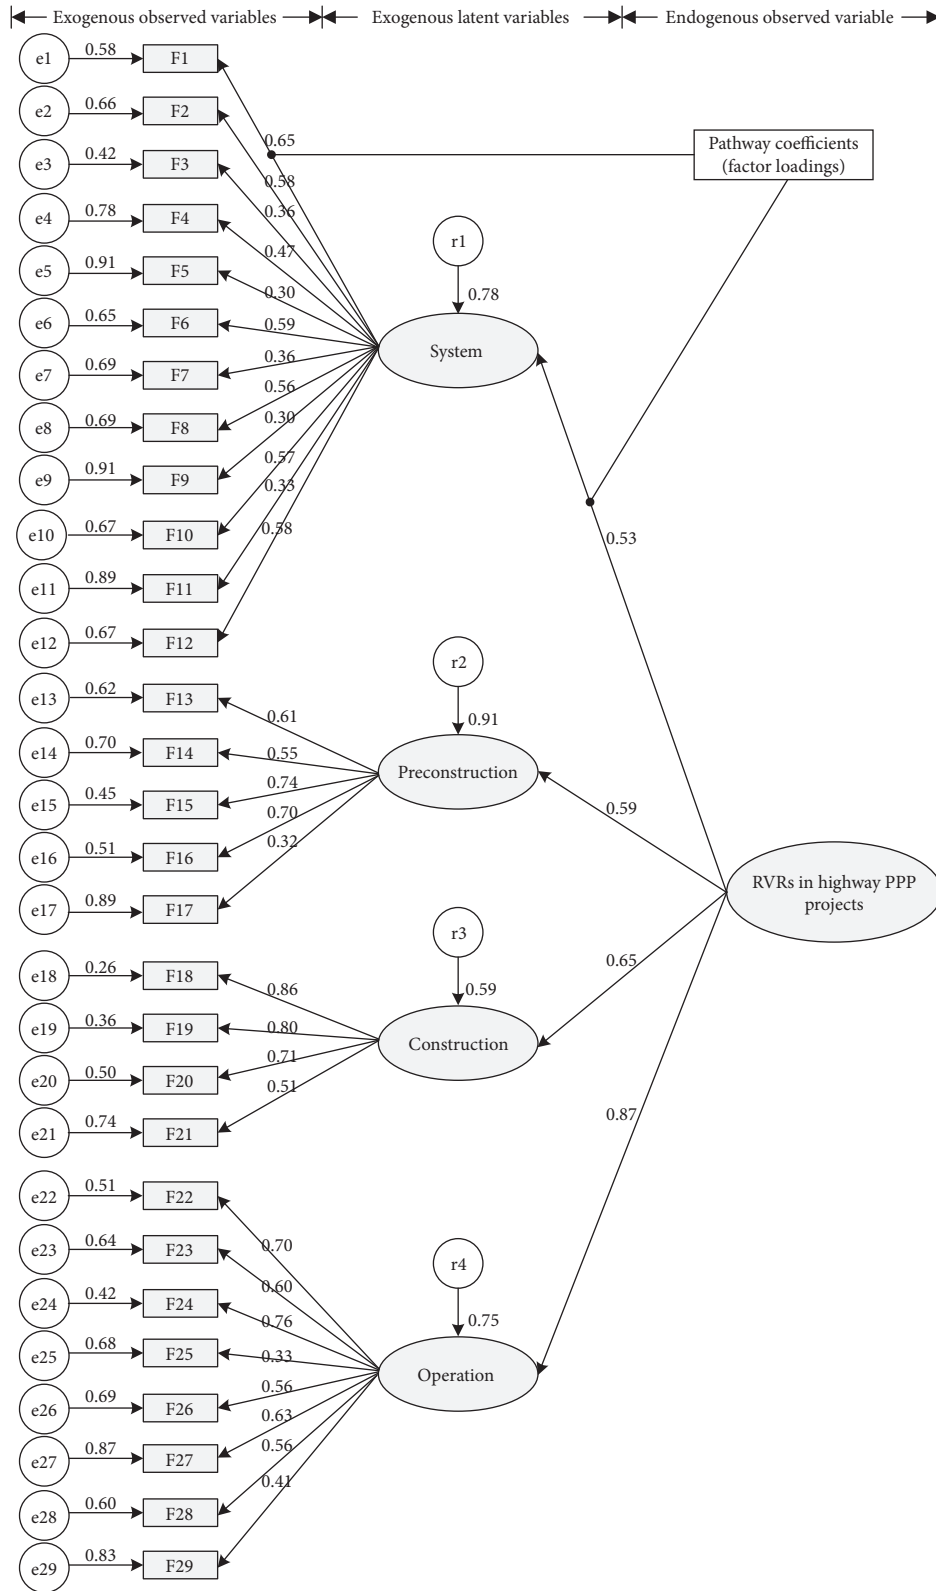 Exogenous observed variables
Exogenous latent variables
Endogenous observed variable
e1 0.58 F1
e2 0.66 F2
e3 0.42 F3
e4 0.78 F4
e5 0.91 F5
e6 0.65 F6
e7 0.69 F7
e8 0.69 F8
e9 0.91 F9
e10 0.67 F10
e11 0.89 F11
e12 0.67 F12
0.65
0.58
0.36
0.47
0.30
0.59
0.36
0.56
0.30
0.57
0.33
0.58
Pathway coefficients
(factor loadings)
r1
0.78
System
0.53
e13 0.62 F13
e14 0.70 F14
e15 0.45 F15
e16 0.51 F16
e17 0.89 F17
0.61
0.55
0.74
0.70
0.32
r2
0.91
Preconstruction
0.59
RVRs in highway PPP
projects
e18 0.26 F18
e19 0.36 F19
e20 0.50 F20
e21 0.74 F21
0.86
0.80
0.71
0.51
r3
0.59
Construction
0.65
0.87
e22 0.51 F22
e23 0.64 F23
e24 0.42 F24
e25 0.68 F25
e26 0.69 F26
e27 0.87 F27
e28 0.60 F28
e29 0.83 F29
0.70
0.60
0.76
0.33
0.56
0.63
0.56
0.41
r4
0.75
Operation